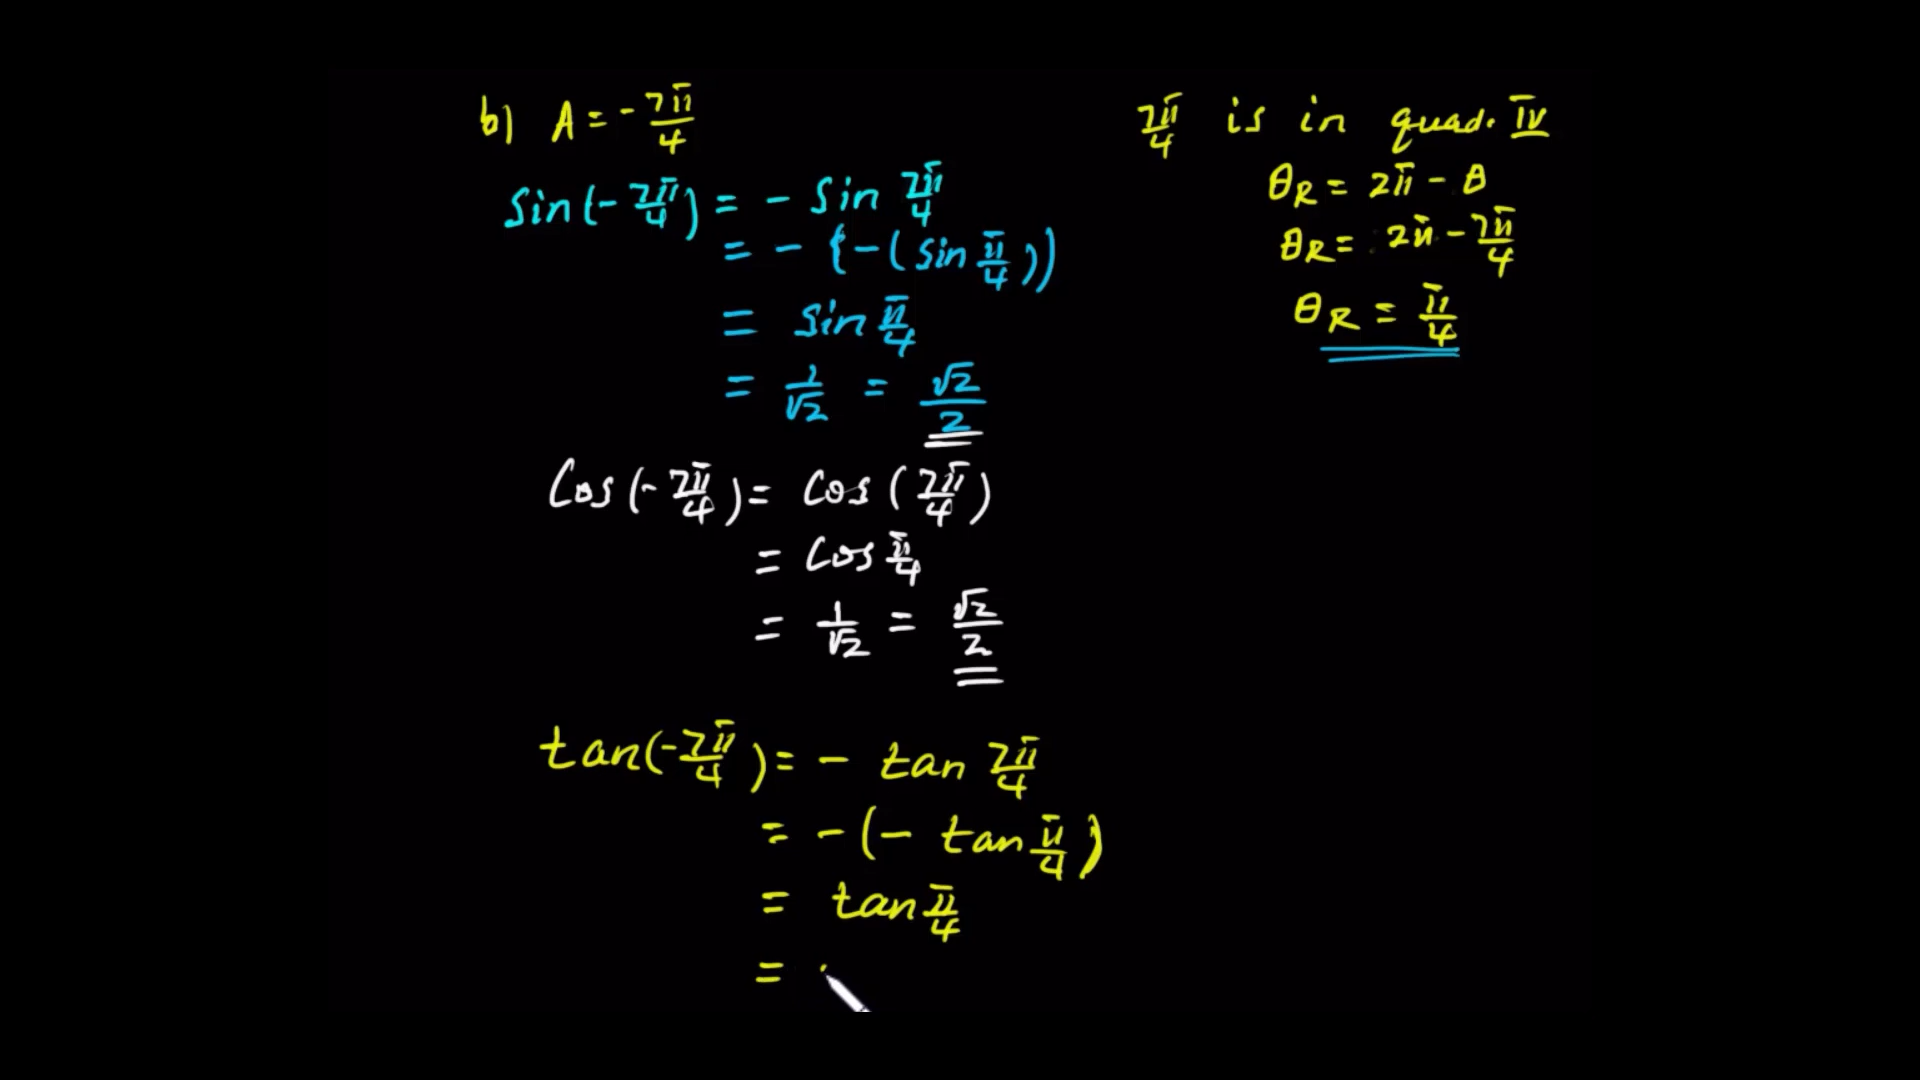 b) A = -7π/4
sin(-7π/4) = - sin 7π/4
= - {-(sin π/4)}
= sin π/4
= 1/√2 = √2/2
Cos(-7π/4) = Cos(7π/4)
= Cos π/4
= 1/√2 = √2/2
tan(-7π/4) = - tan 7π/4
= -(- tan π/4)
= tan π/4
=
7π/4 is in quad. IV
θR = 2π - θ
θR = 2π - 7π/4
θR = π/4